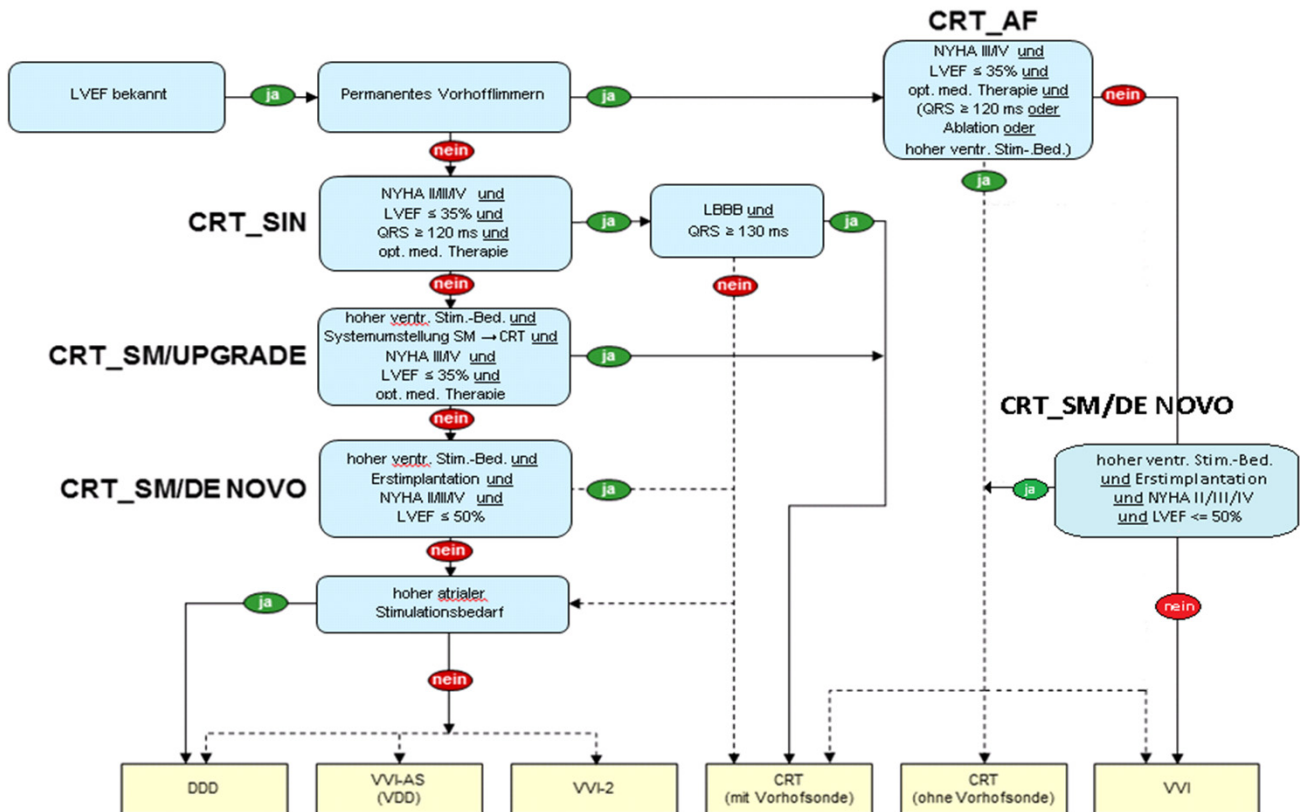 CRT_AF
LVEF bekannt
ja
Permanentes Vorhofflimmern
ja
NYHA III/IV und
LVEF ≤ 35% und
opt. med. Therapie und
(QRS ≥ 120 ms oder
Ablation oder
hoher ventr. Stim-.Bed.)
nein
nein
ja
CRT_SIN
NYHA II/III/IV und
LVEF ≤ 35% und
QRS ≥ 120 ms und
opt. med. Therapie
ja
LBBB und
QRS ≥ 130 ms
ja
nein
nein
CRT_SM/UPGRADE
hoher ventr. Stim.-Bed. und
Systemumstellung SM → CRT und
NYHA III/IV und
LVEF ≤ 35% und
opt. med. Therapie
ja
nein
CRT_SM/DE NOVO
hoher ventr. Stim.-Bed. und
Erstimplantation und
NYHA II/III/IV und
LVEF ≤ 50%
ja
nein
CRT_SM/DE NOVO
hoher ventr. Stim.-Bed.
und Erstimplantation
und NYHA II/III/IV
und LVEF <= 50%
ja
nein
hoher atrialer
Stimulationsbedarf
ja
nein
DDD
VVI-AS
(VDD)
VVI-2
CRT
(mit Vorhofsonde)
CRT
(ohne Vorhofsonde)
VVI